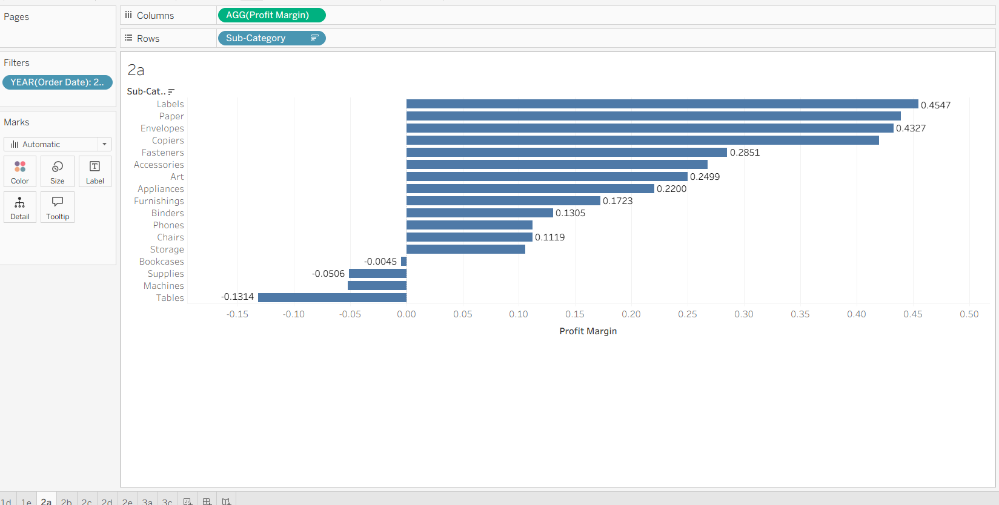 Pages
Columns AGG(Profit Margin)
Rows Sub-Category
Filters
YEAR(Order Date): 2..
Marks
Automatic
Color Size Label
Detail Tooltip
2a
Sub-Cat..
Labels 0.4547
Paper
Envelopes 0.4327
Copiers
Fasteners 0.2851
Accessories
Art 0.2499
Appliances 0.2200
Furnishings 0.1723
Binders 0.1305
Phones
Chairs 0.1119
Storage
Bookcases -0.0045
Supplies -0.0506
Machines
Tables -0.1314
-0.15 -0.10 -0.05 0.00 0.05 0.10 0.15 0.20 0.25 0.30 0.35 0.40 0.45 0.50
Profit Margin
1d 1e 2a 2b 2c 2d 2e 3a 3c